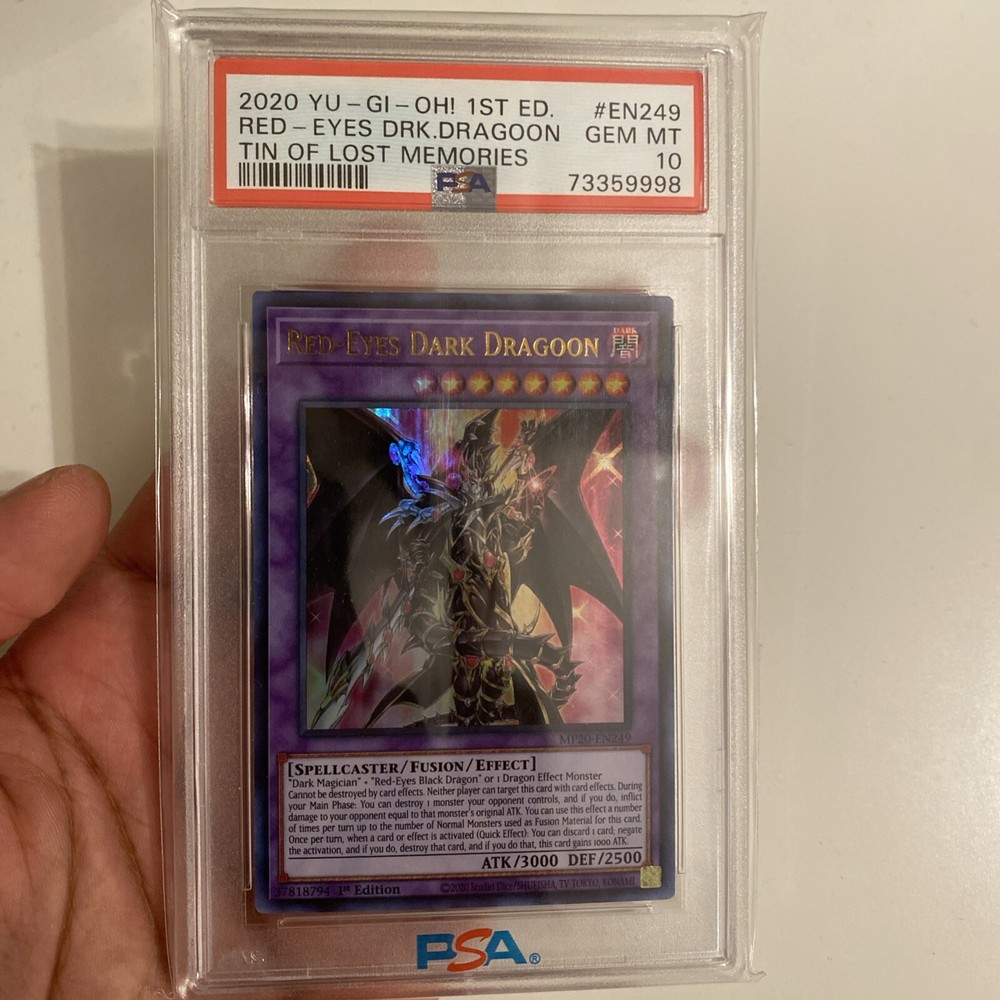 2020 YU-GI-OH! 1ST ED. #EN249
RED-EYES DRK.DRAGOON GEM MT
TIN OF LOST MEMORIES 10
PSA 73359998
RED-EYES DARK DRAGOON DARK
闇
MP20-EN249
[SPELLCASTER/FUSION/EFFECT]
"Dark Magician" + "Red-Eyes Black Dragon" or 1 Dragon Effect Monster
Cannot be destroyed by card effects. Neither player can target this card with card effects. During
your Main Phase: You can destroy 1 monster your opponent controls, and if you do, inflict
damage to your opponent equal to that monster's original ATK. You can use this effect a number
of times per turn up to the number of Normal Monsters used as Fusion Material for this card.
Once per turn, when a card or effect is activated (Quick Effect): You can discard 1 card; negate
the activation, and if you do, destroy that card, and if you do that, this card gains 1000 ATK.
ATK/3000 DEF/2500
37818794 1st Edition ©2020 Studio Dice/SHUEISHA, TV TOKYO, KONAMI
PSA®